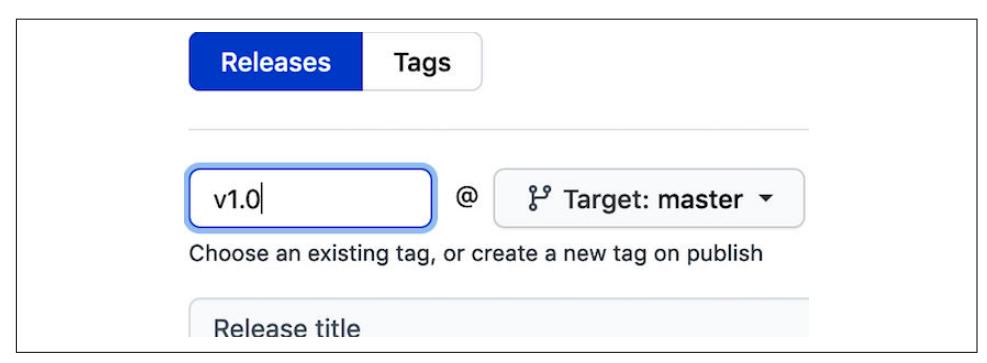 Releases Tags
v1.0 @ Target: master
Choose an existing tag, or create a new tag on publish
Release title